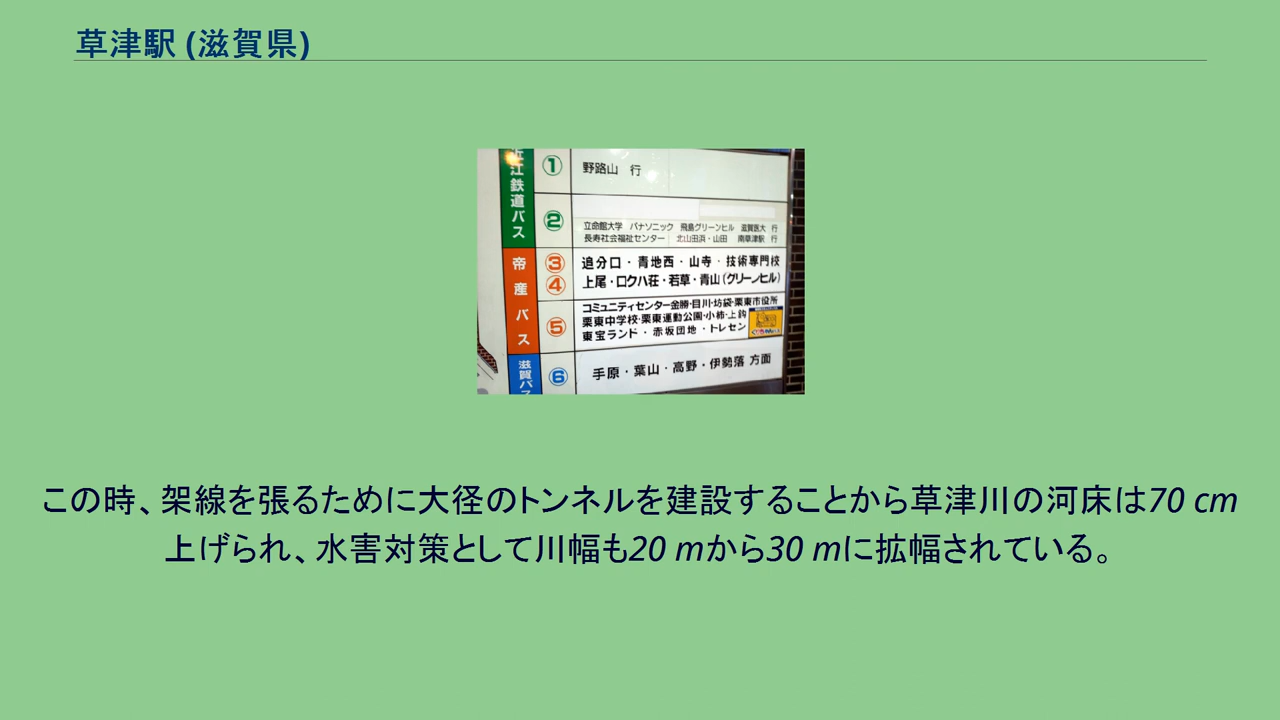 草津駅 (滋賀県)
近江鉄道バス
① 野路山 行
② 立命館大学 パナソニック 飛島グリーンヒル 滋賀医大 行
長寿社会福祉センター 北山田浜・山田 南草津駅 行
帝産バス
③ 追分口・青地西・山寺・技術専門校
④ 上尾・ロクハ荘・若草・青山(グリーンヒル)
⑤ コミュニティセンター金勝・目川・坊袋・栗東市役所
栗東中学校・栗東運動公園・小柿・上鈎
東宝ランド・赤坂団地・トレセン
滋賀バス
⑥ 手原・葉山・高野・伊勢落 方面
この時、架線を張るために大径のトンネルを建設することから草津川の河床は70 cm
上げられ、水害対策として川幅も20 mから30 mに拡幅されている。